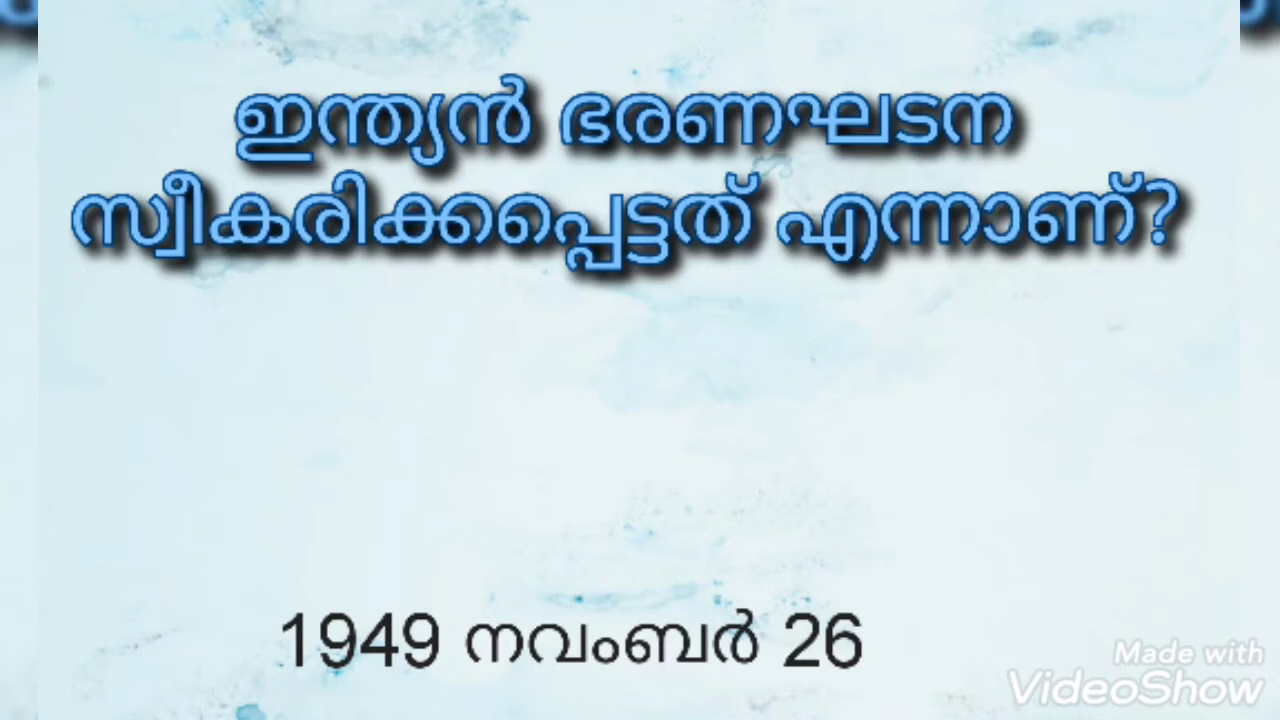 ഇന്ത്യൻ ഭരണഘടന
സ്വീകരിക്കപ്പെട്ടത് എന്നാണ്?
1949 നവംബർ 26
Made with
VideoShow